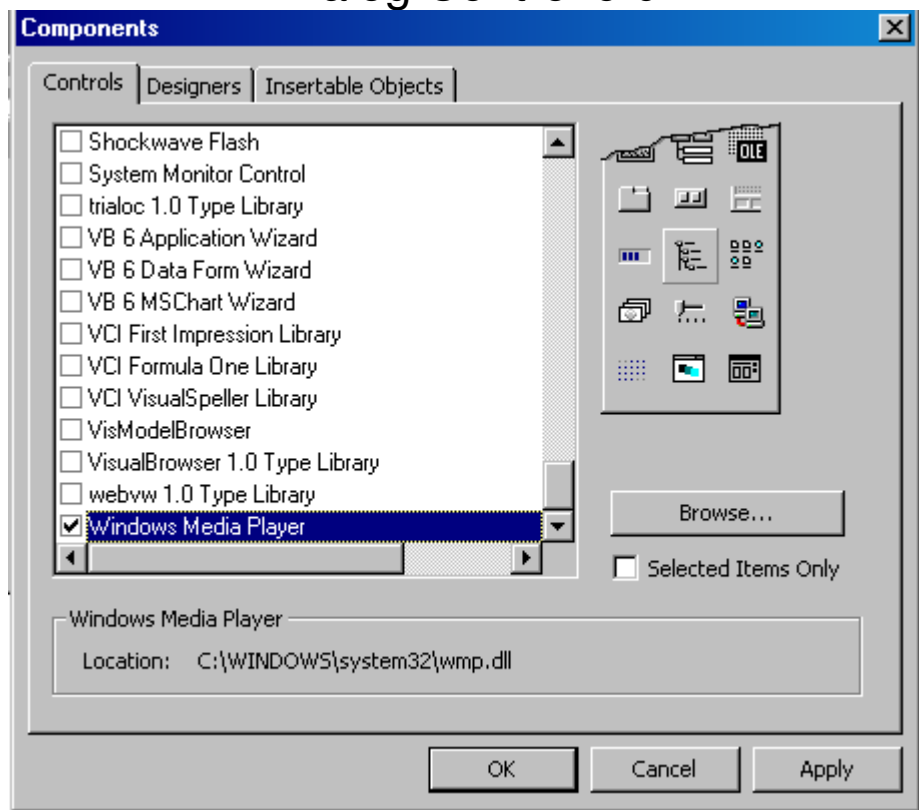 Components
Controls
Designers
Insertable Objects
Shockwave Flash
System Monitor Control
trialoc 1.0 Type Library
VB 6 Application Wizard
VB 6 Data Form Wizard
VB 6 MSChart Wizard
VCI First Impression Library
VCI Formula One Library
VCI VisualSpeller Library
VisModelBrowser
VisualBrowser 1.0 Type Library
webvw 1.0 Type Library
Windows Media Player
OLE
Browse...
Selected Items Only
Windows Media Player
Location: C:\WINDOWS\system32\wmp.dll
OK
Cancel
Apply